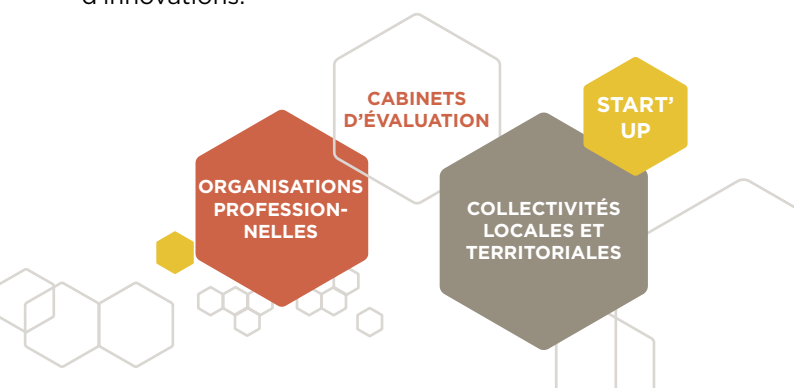 d'innovations.
CABINETS
D'ÉVALUATION
START'
UP
ORGANISATIONS
PROFESSION-
NELLES
COLLECTIVITÉS
LOCALES ET
TERRITORIALES